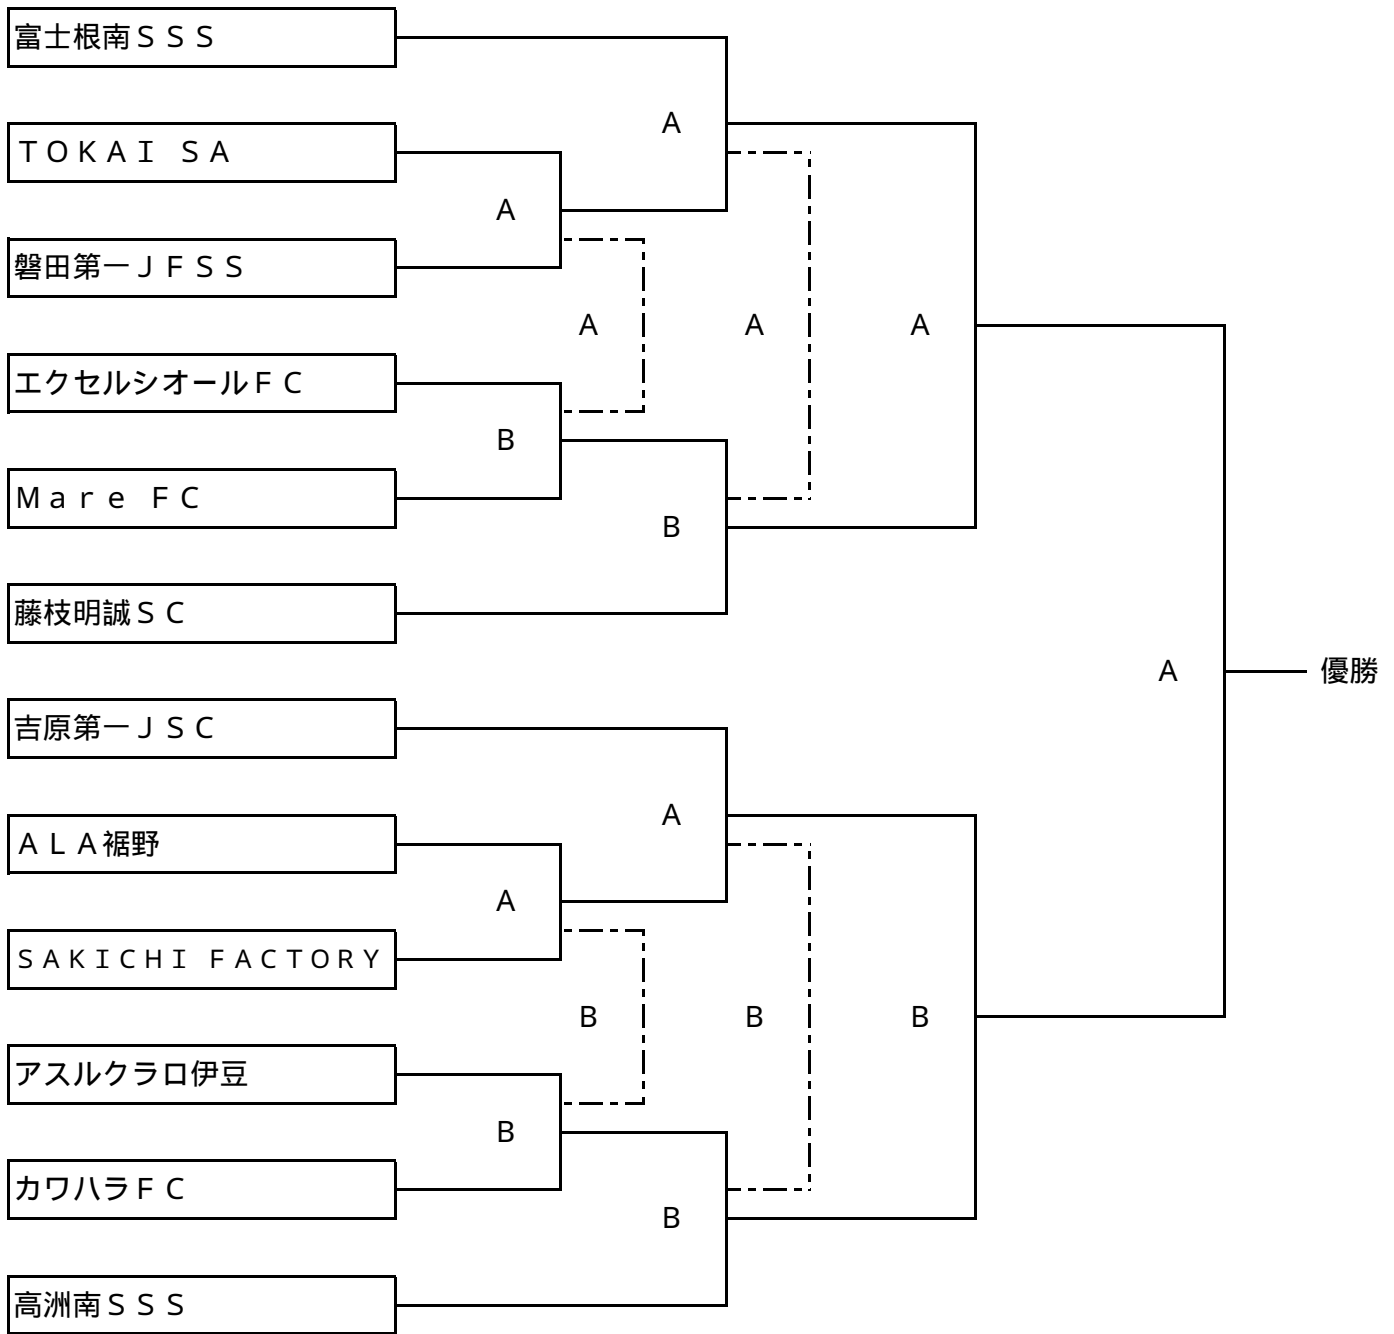 富士根南ＳＳＳ
A
ＴＯＫＡＩ ＳＡ
A
磐田第一ＪＦＳＳ
A A A
エクセルシオールＦＣ
B
Ｍａｒｅ ＦＣ
B
藤枝明誠ＳＣ
A 優勝
吉原第一ＪＳＣ
A
ＡＬＡ裾野
A
ＳＡＫＩＣＨＩ ＦＡＣＴＯＲＹ
B B B
アスルクラロ伊豆
B
カワハラＦＣ
B
高洲南ＳＳＳ